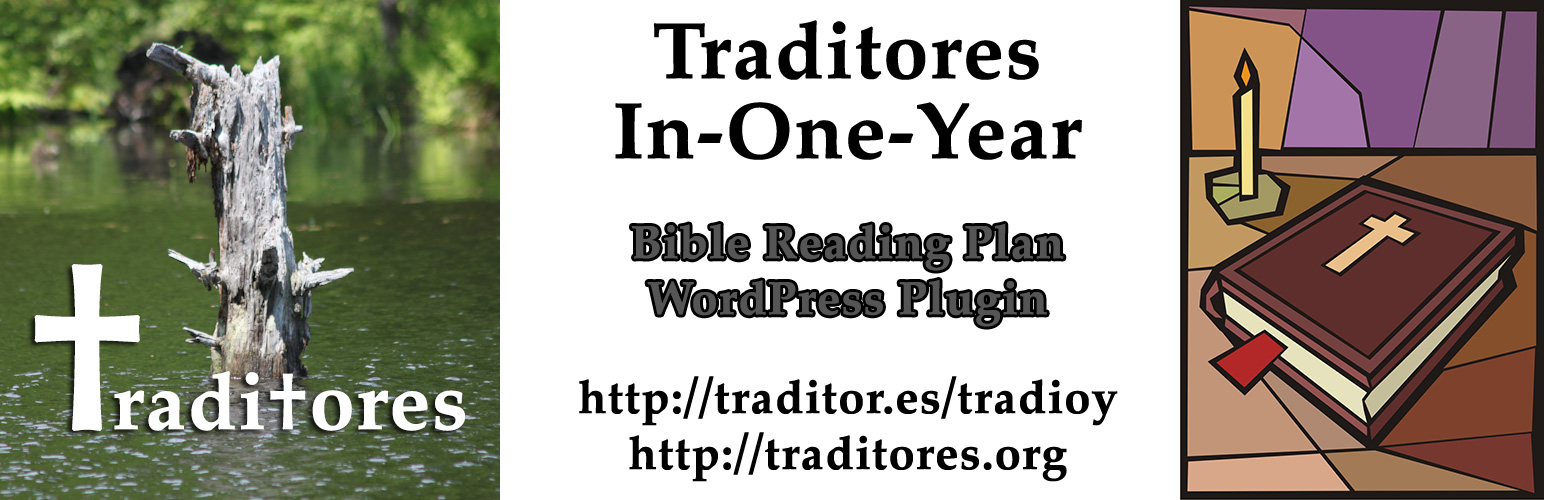 Traditores
Traditores
In-One-Year
Bible Reading Plan
WordPress Plugin
http://traditor.es/tradioy
http://traditores.org